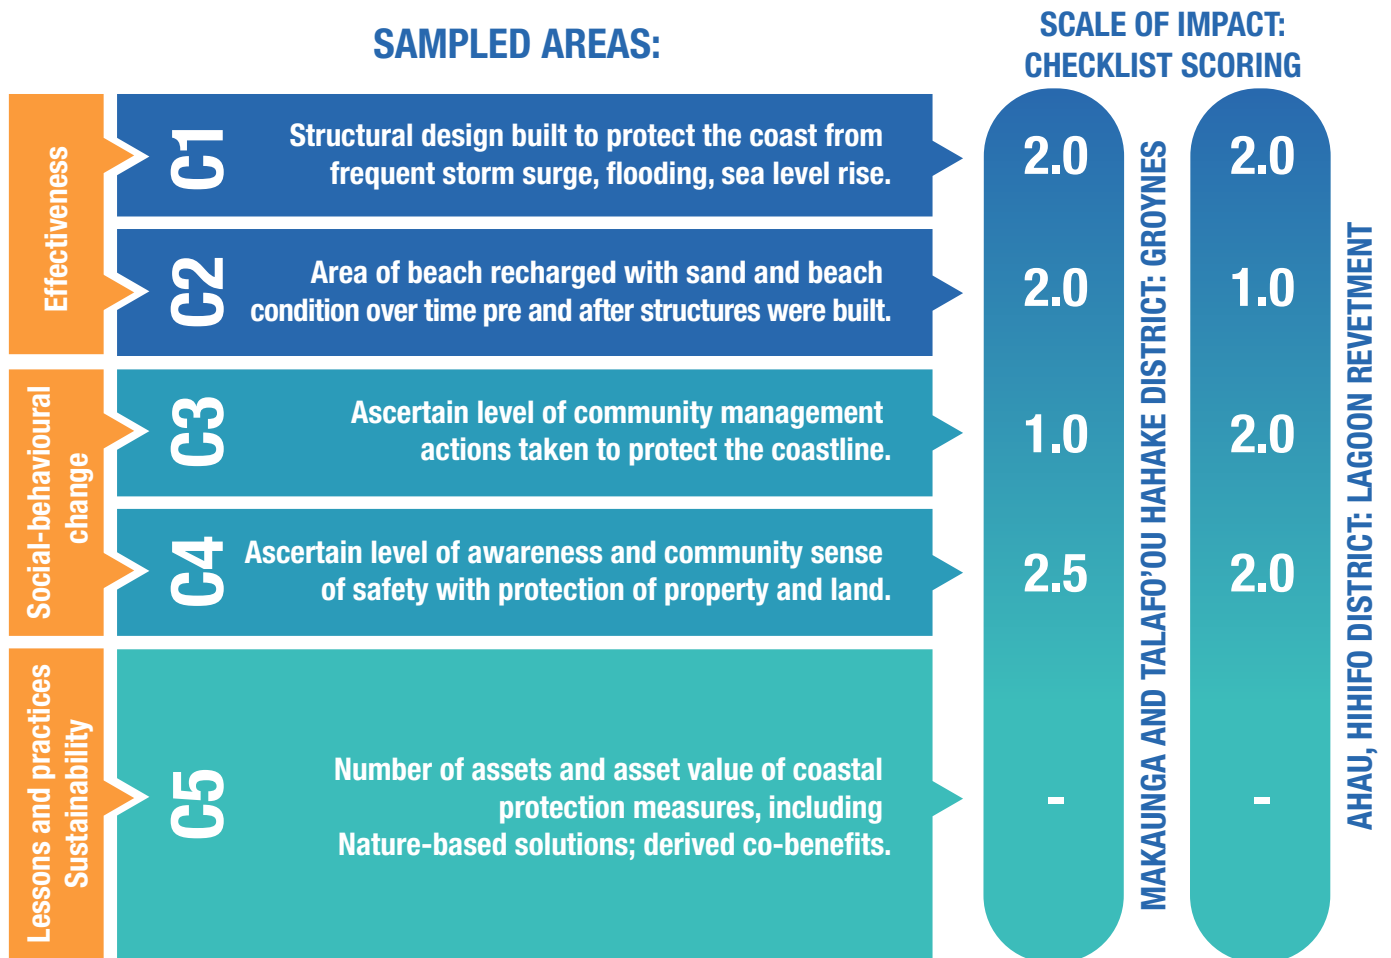 SAMPLED AREAS:
SCALE OF IMPACT:
CHECKLIST SCORING
Effectiveness
C1
Structural design built to protect the coast from
frequent storm surge, flooding, sea level rise.
2.0
2.0
C2
Area of beach recharged with sand and beach
condition over time pre and after structures were built.
2.0
1.0
Social-behavioural
change
C3
Ascertain level of community management
actions taken to protect the coastline.
1.0
2.0
C4
Ascertain level of awareness and community sense
of safety with protection of property and land.
2.5
2.0
Lessons and practices
Sustainability
C5
Number of assets and asset value of coastal
protection measures, including
Nature-based solutions; derived co-benefits.
-
-
MAKAUNGA AND TALAFO’OU HAHAKE DISTRICT: GROYNES
AHAU, HIHIFO DISTRICT: LAGOON REVETMENT